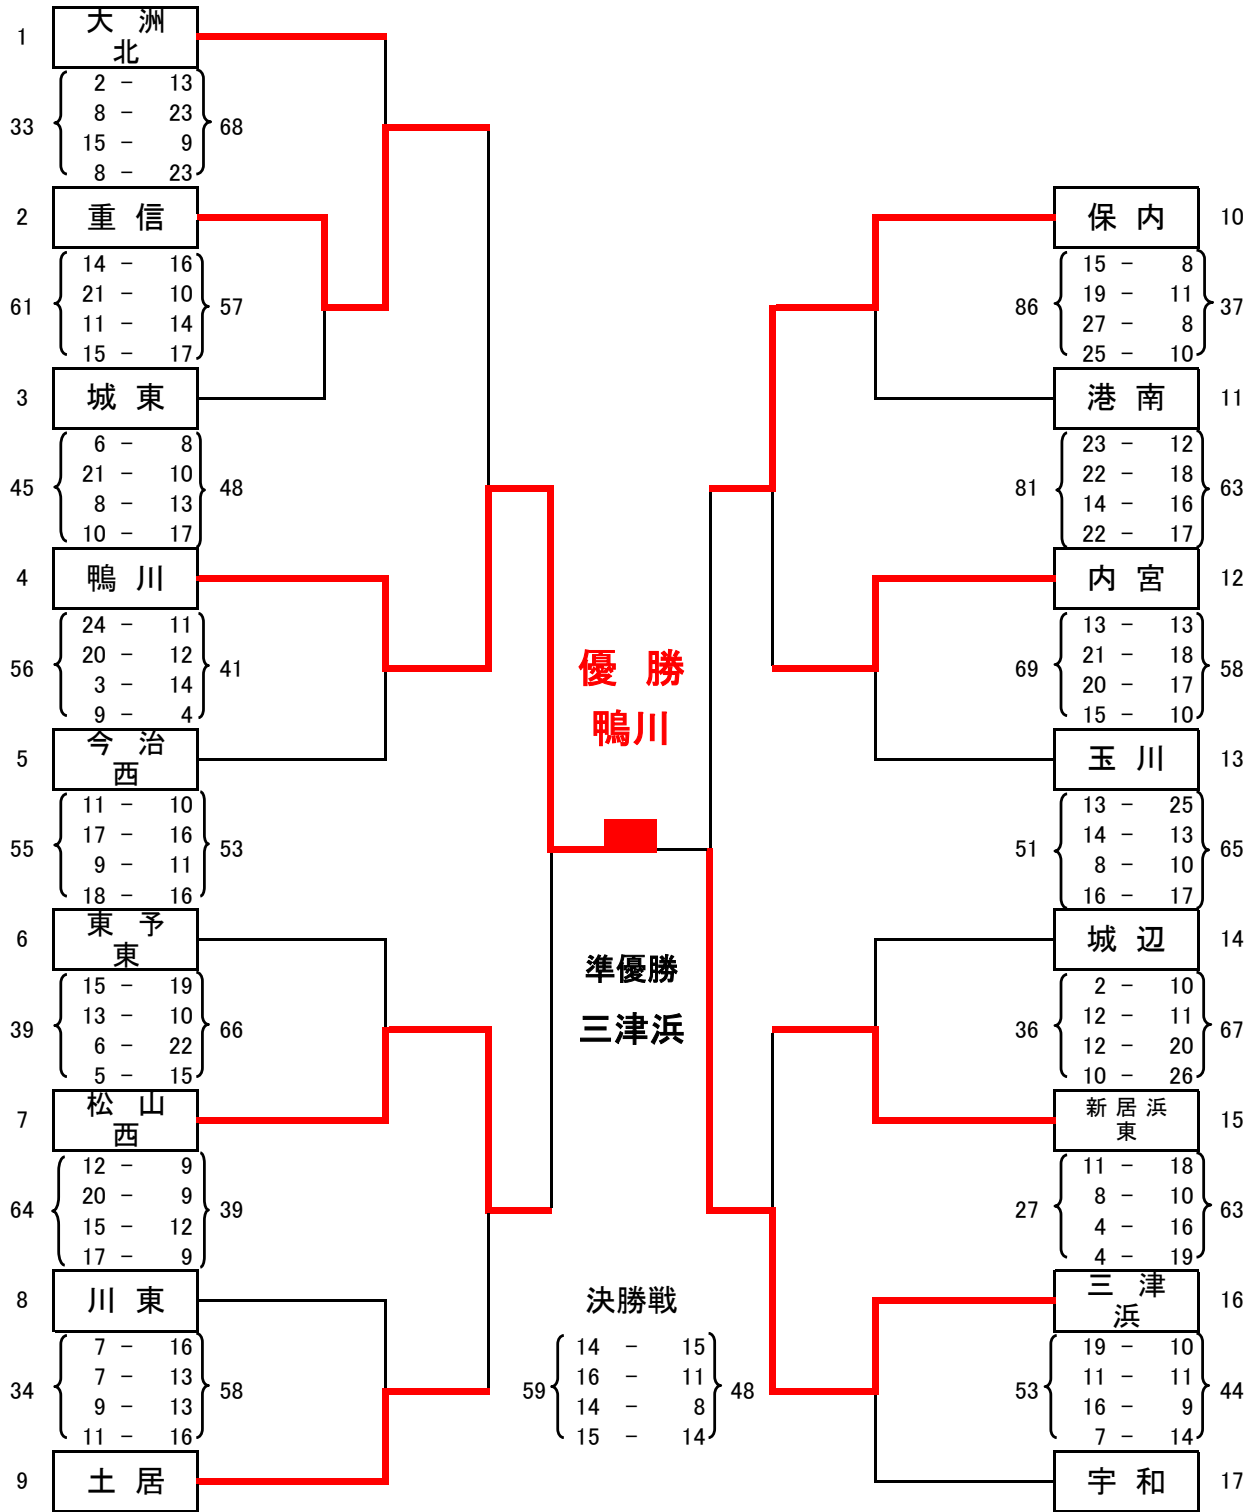 1 大 洲
北
2 － 13
8 － 23
33 68
15 － 9
8 － 23
2 重 信
14 － 16
21 － 10
61 57
11 － 14
15 － 17
3 城 東
6 － 8
21 － 10
45 48
8 － 13
10 － 17
4 鴨 川
24 － 11
20 － 12
56 41
3 － 14
9 － 4
5 今 治
西
11 － 10
17 － 16
55 53
9 － 11
18 － 16
6 東 予
東
15 － 19
13 － 10
39 66
6 － 22
5 － 15
7 松 山
西
12 － 9
20 － 9
64 39
15 － 12
17 － 9
8 川 東
7 － 16
7 － 13
34 58
9 － 13
11 － 16
9 土 居
優 勝
鴨川
準優勝
三津浜
決勝戦
14 － 15
16 － 11
59 48
14 － 8
15 － 14
保 内 10
15 － 8
19 － 11
86 37
27 － 8
25 － 10
港 南 11
23 － 12
22 － 18
81 63
14 － 16
22 － 17
内 宮 12
13 － 13
21 － 18
69 58
20 － 17
15 － 10
玉 川 13
13 － 25
14 － 13
51 65
8 － 10
16 － 17
城 辺 14
2 － 10
12 － 11
36 67
12 － 20
10 － 26
新 居 浜
東 15
11 － 18
8 － 10
27 63
4 － 16
4 － 19
三 津
浜 16
19 － 10
11 － 11
53 44
16 － 9
7 － 14
宇 和 17